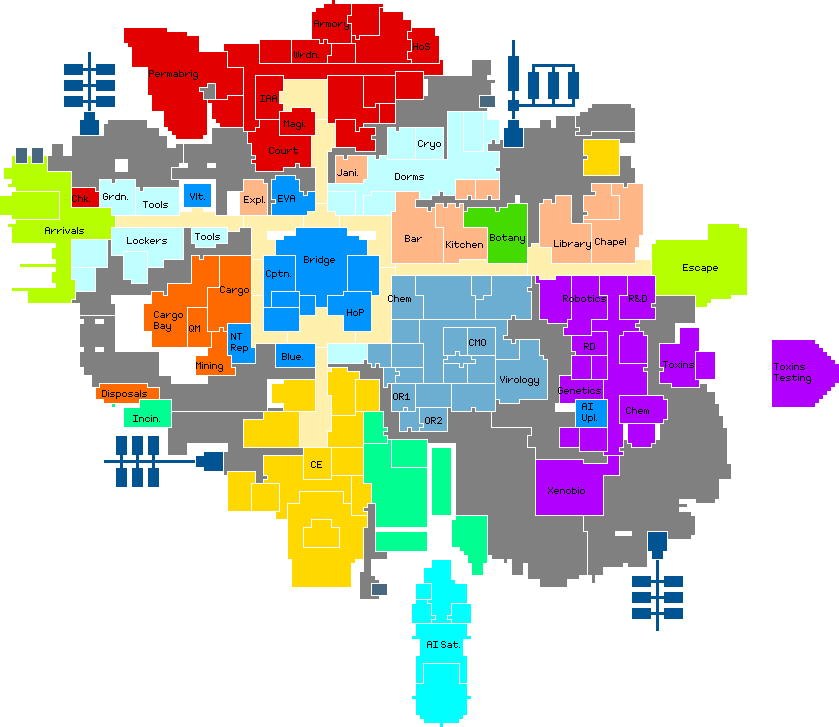 Armory
HoS
Wrdn.
Permabrig
IAA
Magi.
Court
Cryo
Jani.
Dorms
Chk.
Grdn.
Tools
Vlt.
Expl.
EVA
Arrivals
Lockers
Tools
Bar
Kitchen
Botany
Library
Chapel
Bridge
Cptn.
Escape
Cargo
Chem
Robotics
R&D
Cargo
Bay
QM
HoP
NT
Rep
CMO
RD
Blue.
Mining
Toxins
Toxins
Testing
Virology
Disposals
OR1
Genetics
Incin.
OR2
AI
Upl.
Chem
CE
Xenobio
AI Sat.